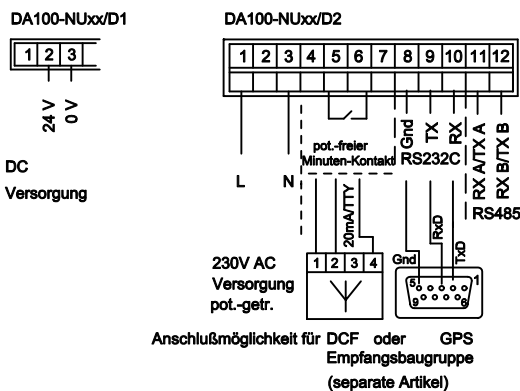 DA100-NUxx/D1
DA100-NUxx/D2
1 2 3
1 2 3 4 5 6 7 8 9 10 11 12
24 V
0 V
DC
Versorgung
L
N
pot.-freier
Minuten-Kontakt
Gnd
TX
RX
RS232C
RX A/TX A
RX B/TX B
RS485
20mA/TTY
RxD
TxD
Gnd
1 2 3 4
5
1
9
6
230V AC
Versorgung
pot.-getr.
Anschlußmöglichkeit für DCF oder GPS
Empfangsbaugruppe
(separate Artikel)